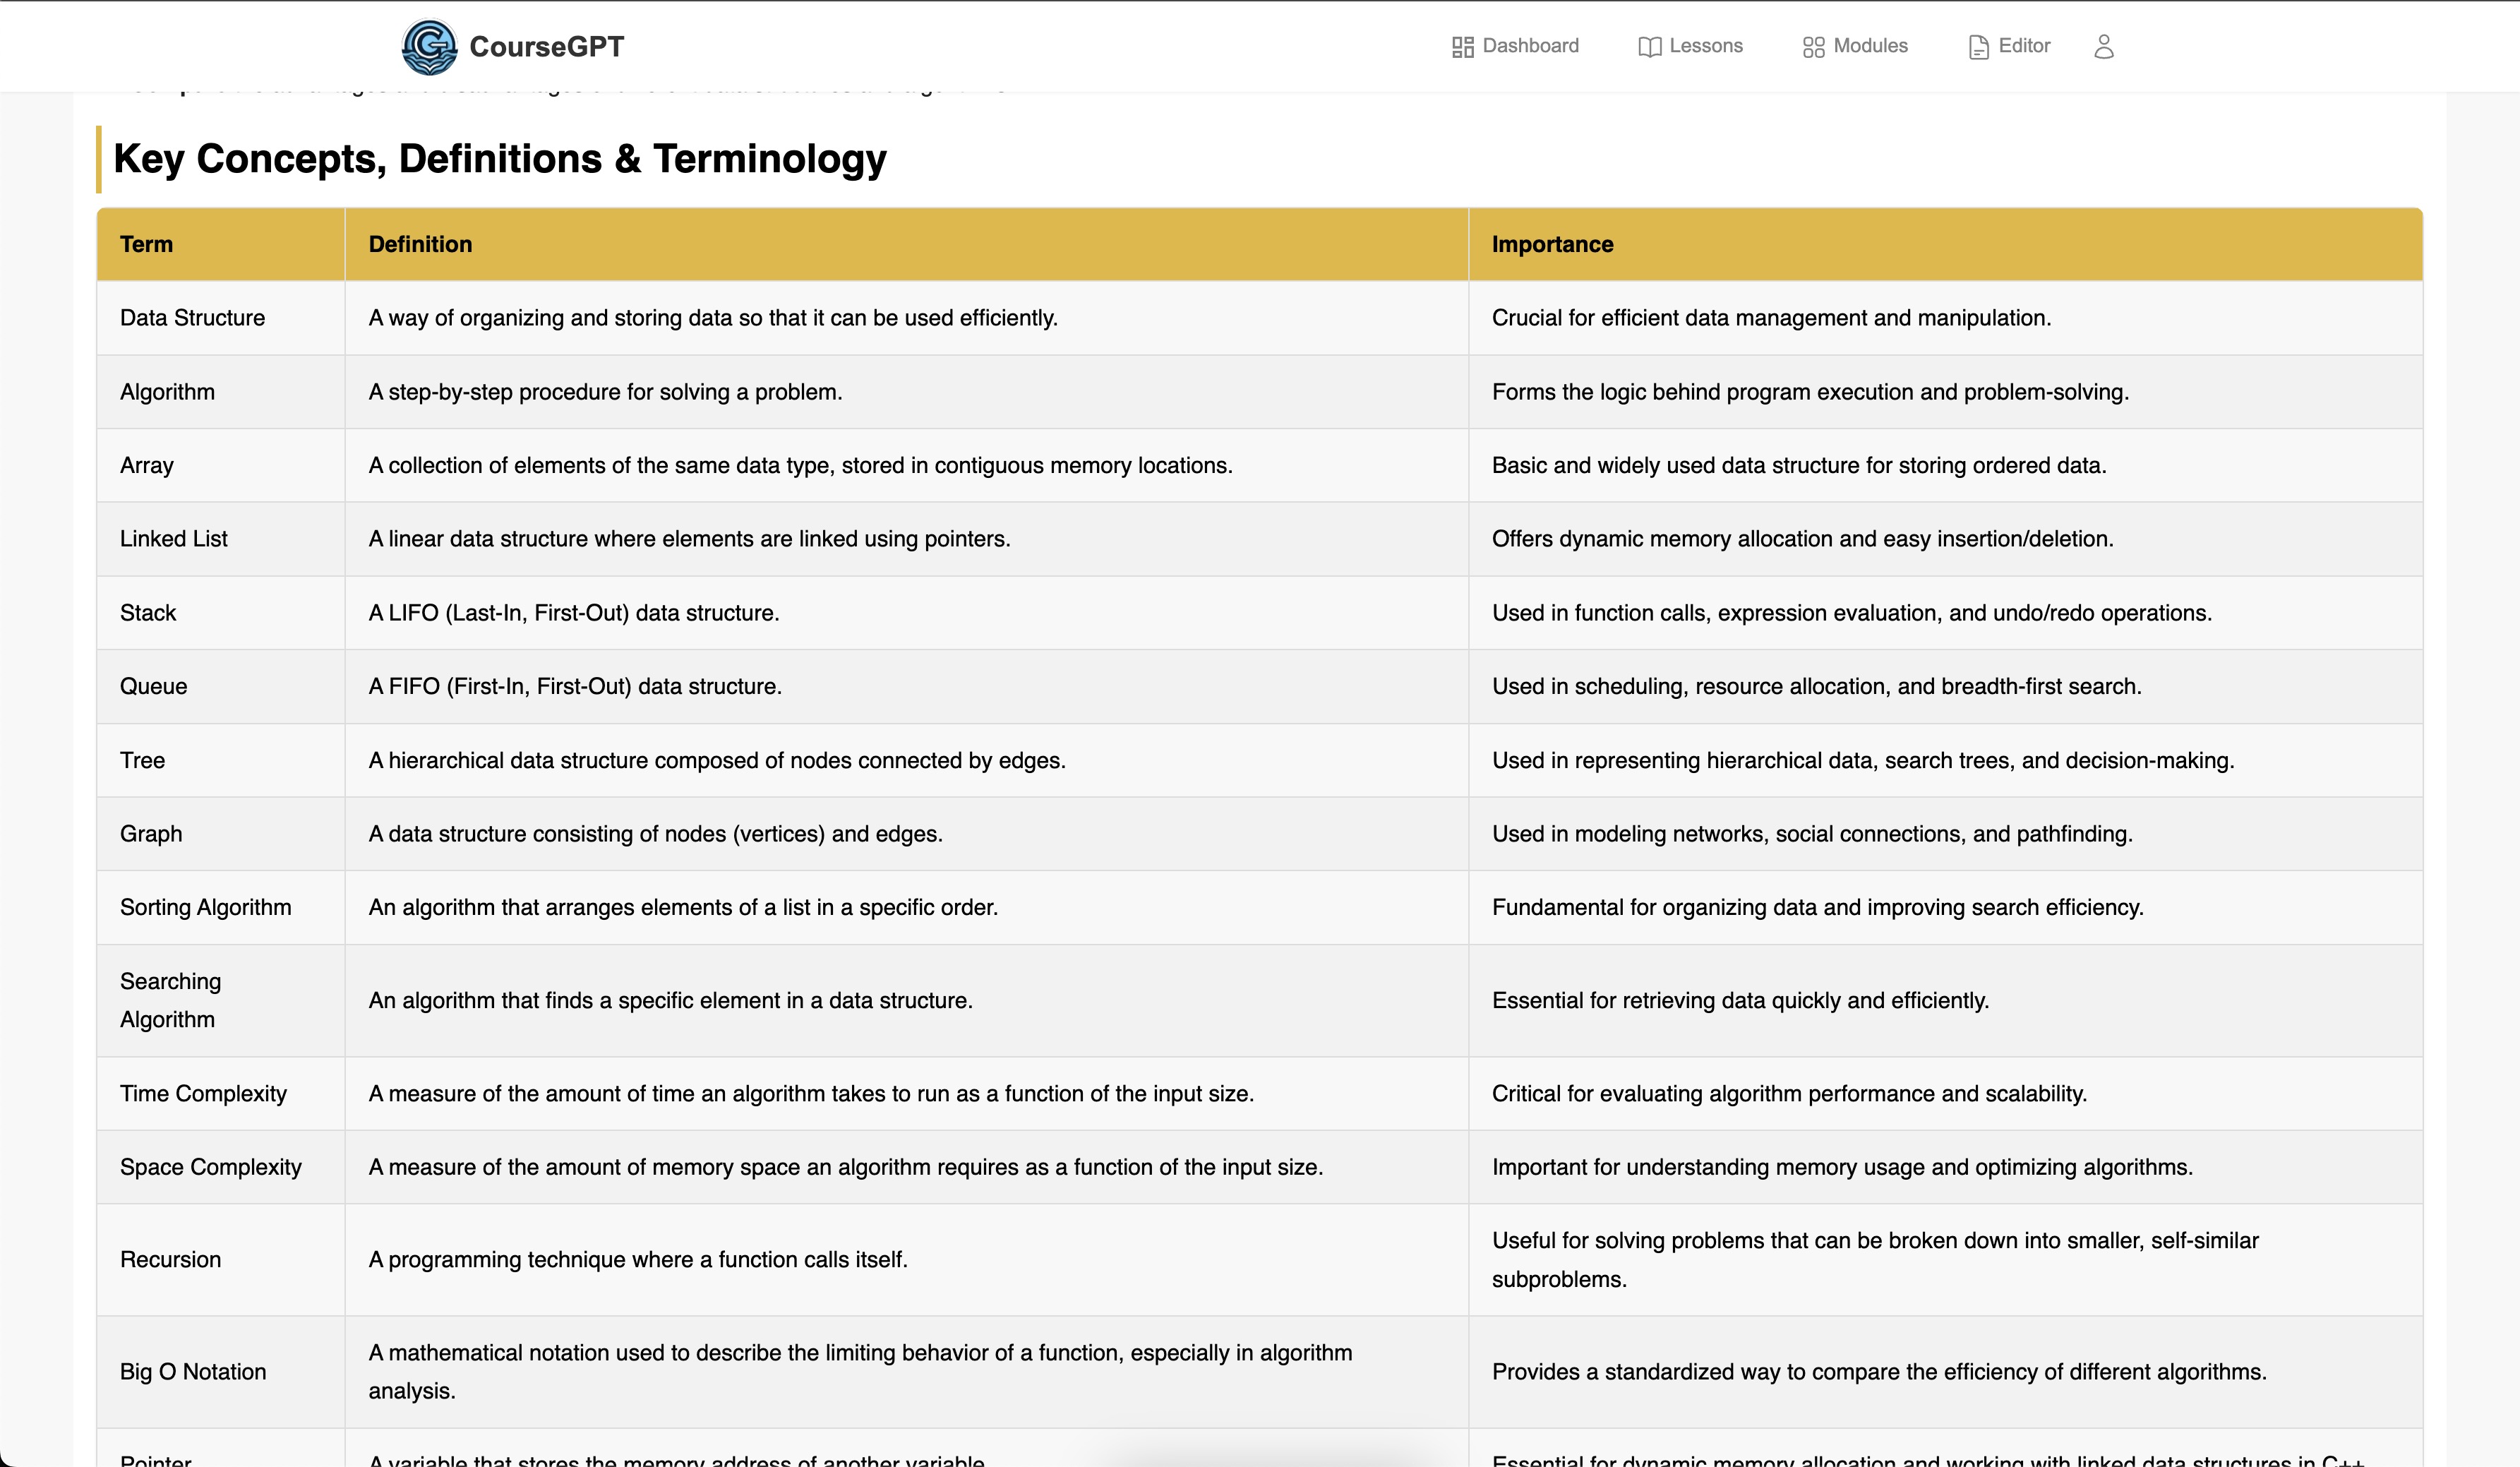 CourseGPT
Dashboard
Lessons
Modules
Editor
Key Concepts, Definitions & Terminology
Term Definition Importance
Data Structure A way of organizing and storing data so that it can be used efficiently. Crucial for efficient data management and manipulation.
Algorithm A step-by-step procedure for solving a problem. Forms the logic behind program execution and problem-solving.
Array A collection of elements of the same data type, stored in contiguous memory locations. Basic and widely used data structure for storing ordered data.
Linked List A linear data structure where elements are linked using pointers. Offers dynamic memory allocation and easy insertion/deletion.
Stack A LIFO (Last-In, First-Out) data structure. Used in function calls, expression evaluation, and undo/redo operations.
Queue A FIFO (First-In, First-Out) data structure. Used in scheduling, resource allocation, and breadth-first search.
Tree A hierarchical data structure composed of nodes connected by edges. Used in representing hierarchical data, search trees, and decision-making.
Graph A data structure consisting of nodes (vertices) and edges. Used in modeling networks, social connections, and pathfinding.
Sorting Algorithm An algorithm that arranges elements of a list in a specific order. Fundamental for organizing data and improving search efficiency.
Searching
Algorithm
An algorithm that finds a specific element in a data structure. Essential for retrieving data quickly and efficiently.
Time Complexity A measure of the amount of time an algorithm takes to run as a function of the input size. Critical for evaluating algorithm performance and scalability.
Space Complexity A measure of the amount of memory space an algorithm requires as a function of the input size. Important for understanding memory usage and optimizing algorithms.
Recursion A programming technique where a function calls itself.
Useful for solving problems that can be broken down into smaller, self-similar
subproblems.
Big O Notation
A mathematical notation used to describe the limiting behavior of a function, especially in algorithm
analysis.
Provides a standardized way to compare the efficiency of different algorithms.
Pointer A variable that stores the memory address of another variable. Essential for dynamic memory allocation and working with linked data structures in C++